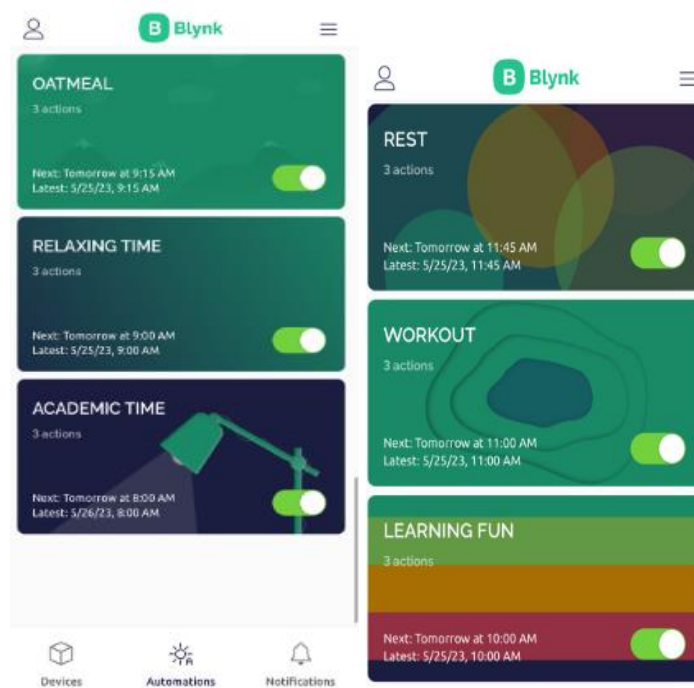 Blynk
OATMEAL
3 actions
Next: Tomorrow at 9:15 AM
Latest: 5/25/23, 9:15 AM
RELAXING TIME
3 actions
Next: Tomorrow at 9:00 AM
Latest: 5/25/23, 9:00 AM
ACADEMIC TIME
3 actions
Next: Tomorrow at 8:00 AM
Latest: 5/26/23, 8:00 AM
Devices
Automations
Notifications
B Blynk
REST
3 actions
Next: Tomorrow at 11:45 AM
Latest: 5/25/23, 11:45 AM
WORKOUT
3 actions
Next: Tomorrow at 11:00 AM
Latest: 5/25/23, 11:00 AM
LEARNING FUN
3 actions
Next: Tomorrow at 10:00 AM
Latest: 5/25/23, 10:00 AM